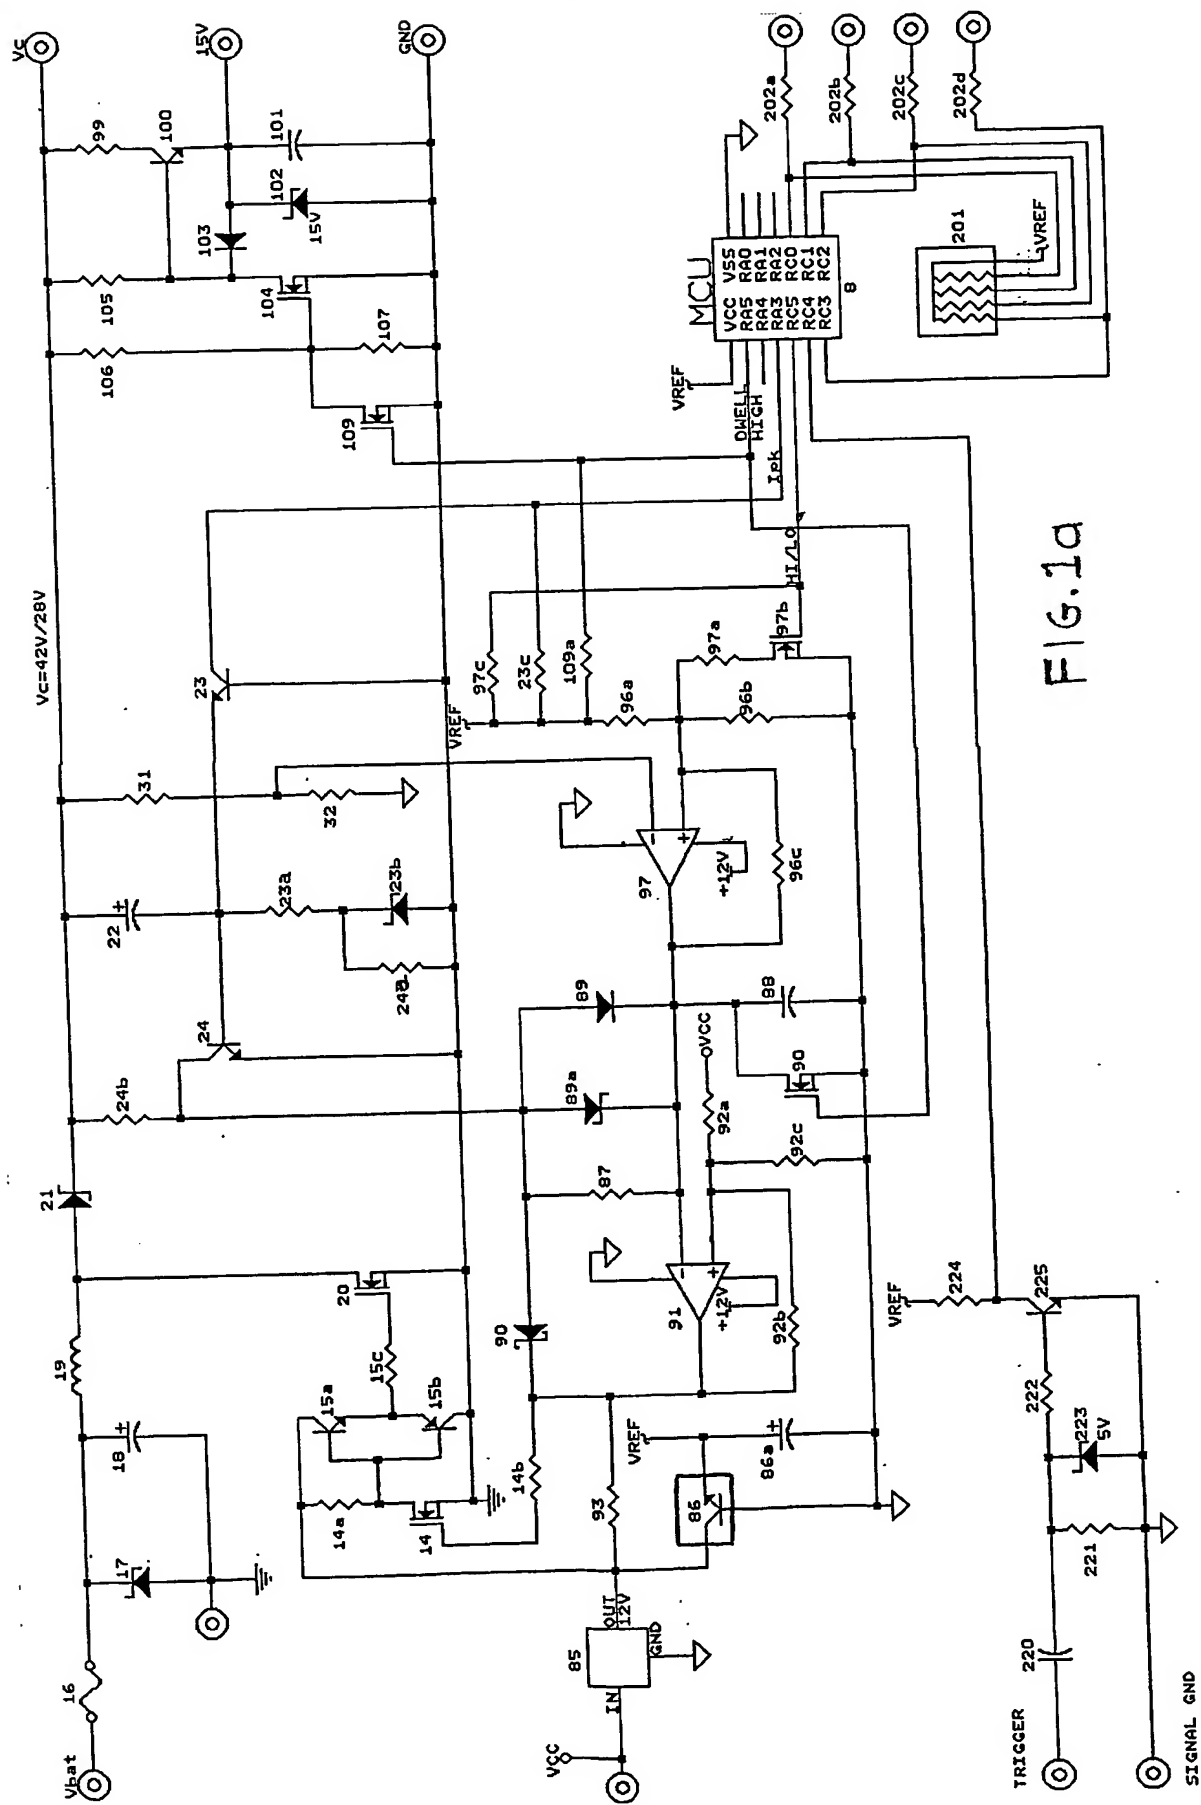 Vbat
16
17
18
19
21
24b
22
31
Vc=42V/28V
106
105
99
Vc
24
23
103
102
15V
100
101
15V
14a
15a
20
23a
104
107
14
15b
15c
24a
23b
32
109
GND
VCC
IN
85
OUT
12V
GND
93
14b
90
87
89a
89
VREF
97c
23c
109a
86
VREF
86a
91
+12V
92b
92a
92c
VCC
97
+12V
96c
96a
96b
97a
97b
HI/LO
Ipk
DWELL
HIGH
VREF
MCU
VCC VSS
RA5 RA0
RA4 RA1
RA3 RA2
RC5 RC0
RC4 RC1
RC3 RC2
8
202a
202b
202c
202d
90
88
201
VREF
VREF
224
225
222
223
5V
221
220
TRIGGER
SIGNAL GND
FIG.1a